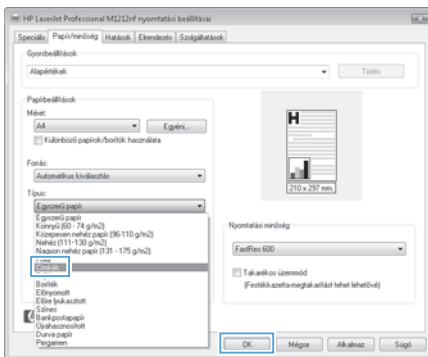 HP LaserJet Professional M1212nf nyomtatási beállításai
Speciális Papír/minőség Hatások Elrendezés Szolgáltatások
Gyorsbeállítások
Alapértékek
Törlés
Papírbeállítások
Méret:
A4
Egyéni...
Különböző papírok/borítók használata
Forrás:
Automatikus kiválasztás
Típus:
Egyszerű papír
Egyszerű papír
Könnyű (60 - 74 g/m2)
Közepesen nehéz papír (96-110 g/m2)
Nehéz (111-130 g/m2)
Nagyon nehéz papír (131 - 175 g/m2)
Címkék
Boríték
Előnyomott
Előre lyukasztott
Színes
Bankpostapapír
Újrahasznosított
Durva papír
Pergamen
H
210 x 297 mm
Nyomtatási minőség
FastRes 600
Takarékos üzemmód
(Festékkazetta-megtakarítást tehet lehetővé)
OK Mégse Alkalmaz Súgó